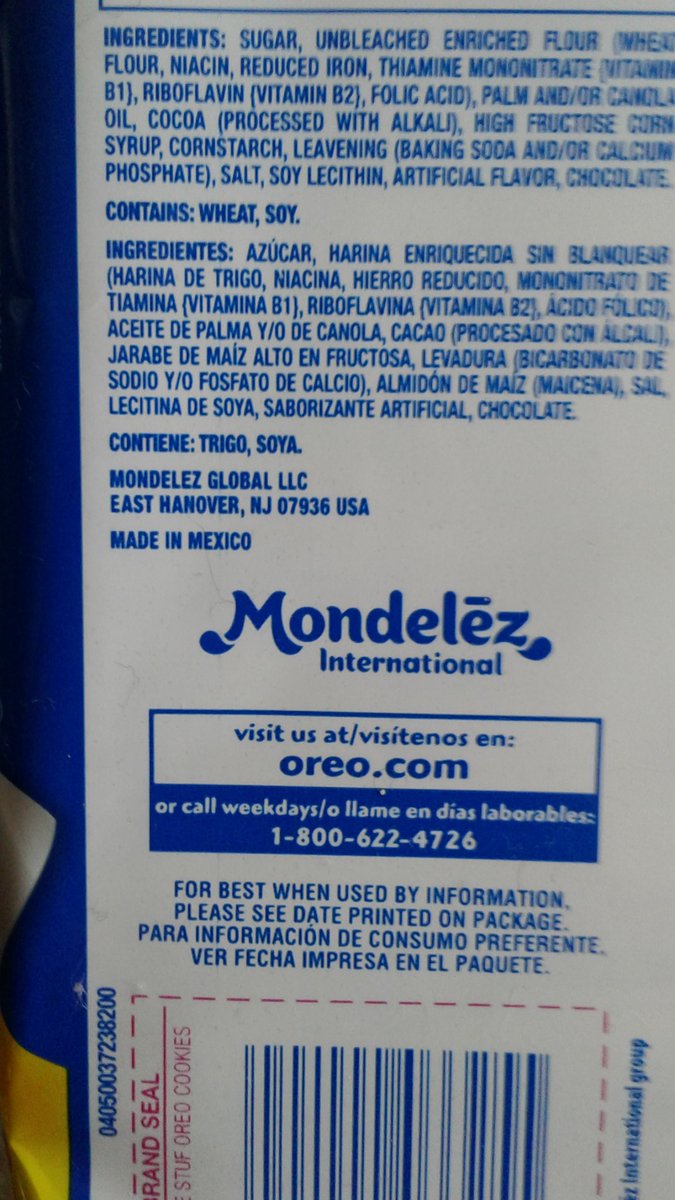 INGREDIENTS: SUGAR, UNBLEACHED ENRICHED FLOUR (WHEAT
FLOUR, NIACIN, REDUCED IRON, THIAMINE MONONITRATE {VITAMIN
B1}, RIBOFLAVIN {VITAMIN B2}, FOLIC ACID), PALM AND/OR CANOLA
OIL, COCOA (PROCESSED WITH ALKALI), HIGH FRUCTOSE CORN
SYRUP, CORNSTARCH, LEAVENING (BAKING SODA AND/OR CALCIUM
PHOSPHATE), SALT, SOY LECITHIN, ARTIFICIAL FLAVOR, CHOCOLATE.
CONTAINS: WHEAT, SOY.
INGREDIENTES: AZÚCAR, HARINA ENRIQUECIDA SIN BLANQUEAR
(HARINA DE TRIGO, NIACINA, HIERRO REDUCIDO, MONONITRATO DE
TIAMINA {VITAMINA B1}, RIBOFLAVINA {VITAMINA B2}, ÁCIDO FÓLICO),
ACEITE DE PALMA Y/O DE CANOLA, CACAO (PROCESADO CON ÁLCALI),
JARABE DE MAÍZ ALTO EN FRUCTOSA, LEVADURA (BICARBONATO DE
SODIO Y/O FOSFATO DE CALCIO), ALMIDÓN DE MAÍZ (MAICENA), SAL,
LECITINA DE SOYA, SABORIZANTE ARTIFICIAL, CHOCOLATE.
CONTIENE: TRIGO, SOYA.
MONDELEZ GLOBAL LLC
EAST HANOVER, NJ 07936 USA
MADE IN MEXICO
Mondelēz
International
visit us at/visítenos en:
oreo.com
or call weekdays/o llame en días laborables:
1-800-622-4726
FOR BEST WHEN USED BY INFORMATION,
PLEASE SEE DATE PRINTED ON PACKAGE.
PARA INFORMACIÓN DE CONSUMO PREFERENTE,
VER FECHA IMPRESA EN EL PAQUETE.
04050037238200
RAND SEAL
E STUF OREO COOKIES
z International group